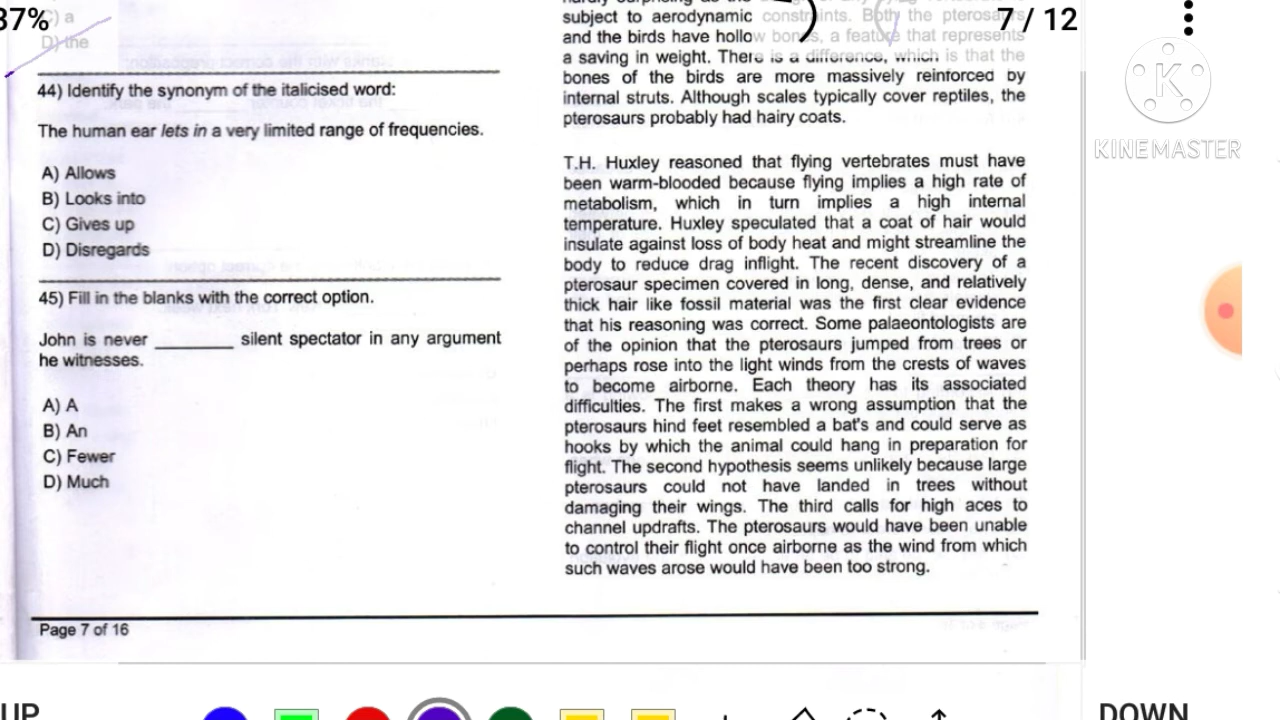 37%
C) a
D) the
44) Identify the synonym of the italicised word:
The human ear lets in a very limited range of frequencies.
A) Allows
B) Looks into
C) Gives up
D) Disregards
45) Fill in the blanks with the correct option.
John is never ________ silent spectator in any argument
he witnesses.
A) A
B) An
C) Fewer
D) Much
Page 7 of 16
subject to aerodynamic constraints. Both the pterosaurs
and the birds have hollow bones, a feature that represents
a saving in weight. There is a difference, which is that the
bones of the birds are more massively reinforced by
internal struts. Although scales typically cover reptiles, the
pterosaurs probably had hairy coats.
T.H. Huxley reasoned that flying vertebrates must have
been warm-blooded because flying implies a high rate of
metabolism, which in turn implies a high internal
temperature. Huxley speculated that a coat of hair would
insulate against loss of body heat and might streamline the
body to reduce drag inflight. The recent discovery of a
pterosaur specimen covered in long, dense, and relatively
thick hair like fossil material was the first clear evidence
that his reasoning was correct. Some palaeontologists are
of the opinion that the pterosaurs jumped from trees or
perhaps rose into the light winds from the crests of waves
to become airborne. Each theory has its associated
difficulties. The first makes a wrong assumption that the
pterosaurs hind feet resembled a bat's and could serve as
hooks by which the animal could hang in preparation for
flight. The second hypothesis seems unlikely because large
pterosaurs could not have landed in trees without
damaging their wings. The third calls for high aces to
channel updrafts. The pterosaurs would have been unable
to control their flight once airborne as the wind from which
such waves arose would have been too strong.
7 / 12
K
KINEMASTER
UP
DOWN